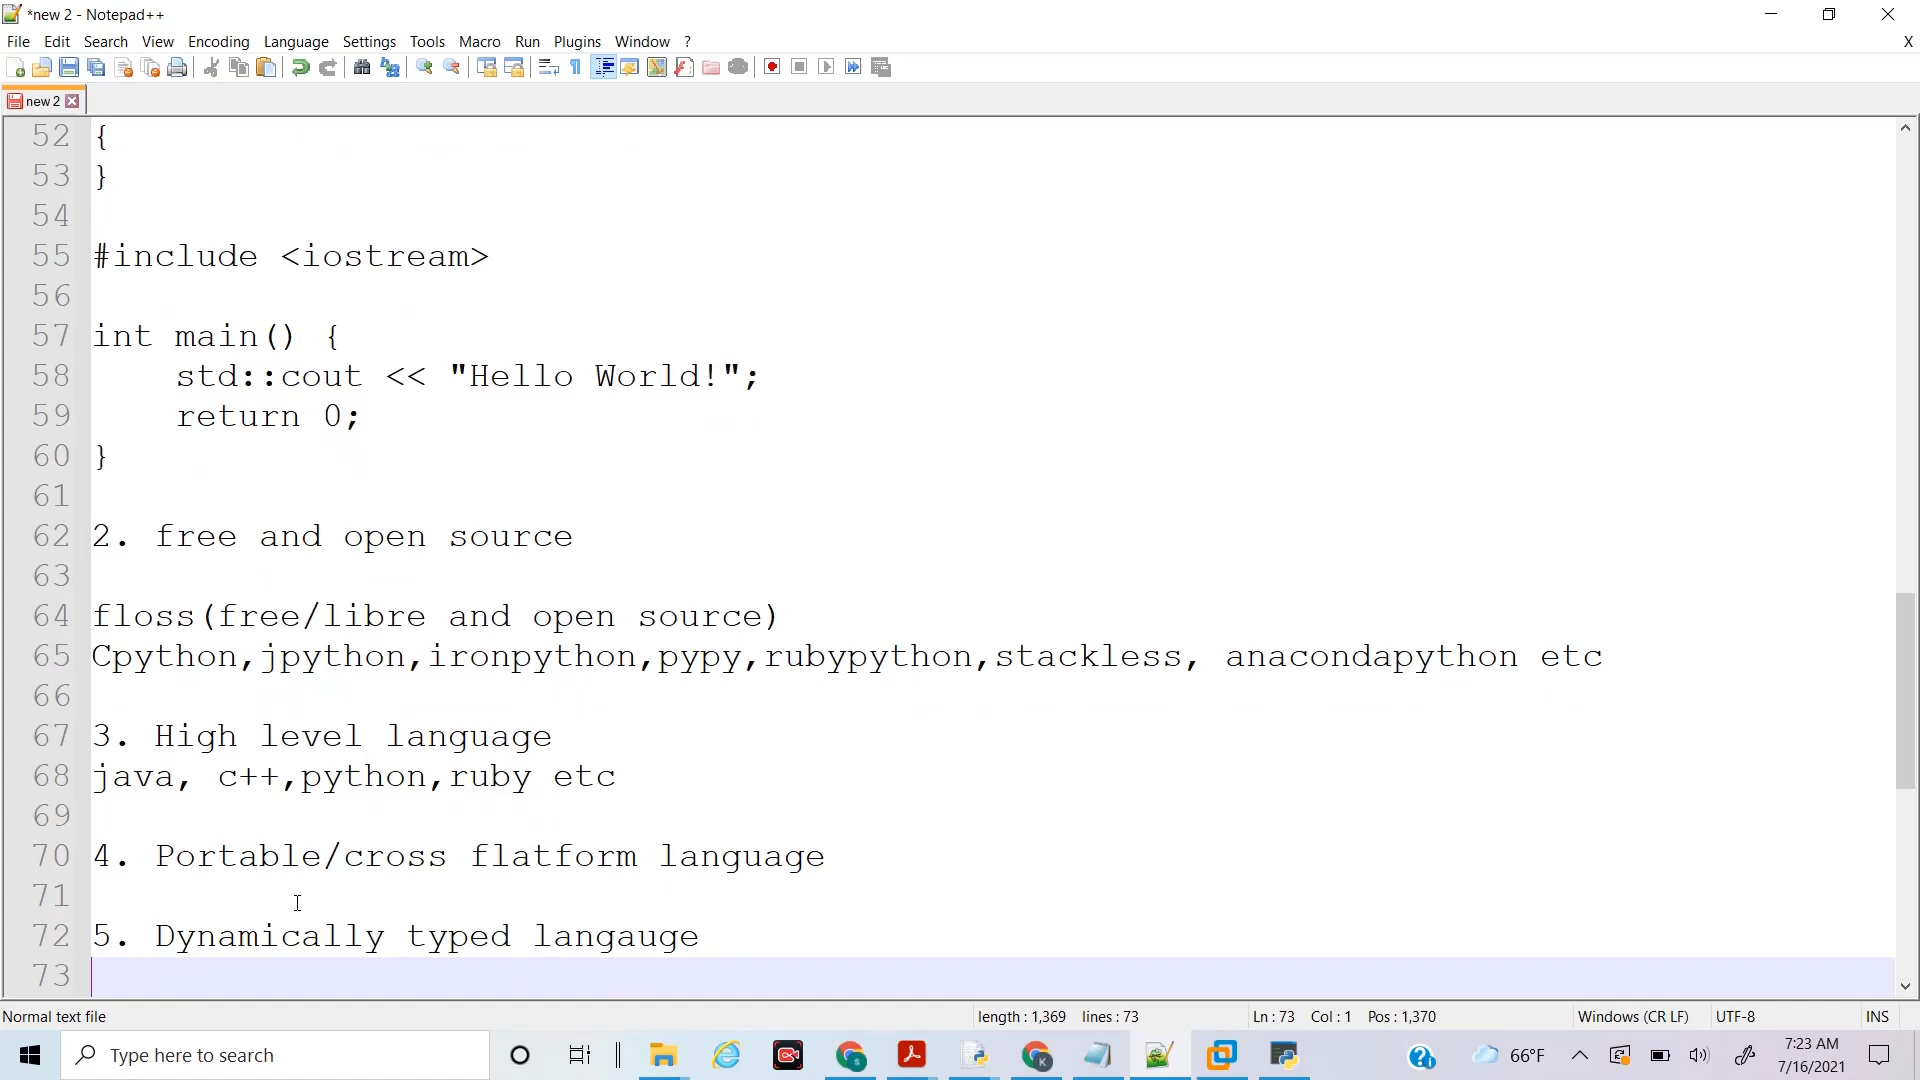 *new 2 - Notepad++
File Edit Search View Encoding Language Settings Tools Macro Run Plugins Window ? X
new 2
52 {
53 }
54
55 #include <iostream>
56
57 int main() {
58 std::cout << "Hello World!";
59 return 0;
60 }
61
62 2. free and open source
63
64 floss(free/libre and open source)
65 Cpython,jpython,ironpython,pypy,rubypython,stackless, anacondapython etc
66
67 3. High level language
68 java, c++,python,ruby etc
69
70 4. Portable/cross flatform language
71
72 5. Dynamically typed langauge
73
Normal text file length : 1,369 lines : 73 Ln : 73 Col : 1 Pos : 1,370 Windows (CR LF) UTF-8 INS
Type here to search 66°F 7:23 AM
7/16/2021